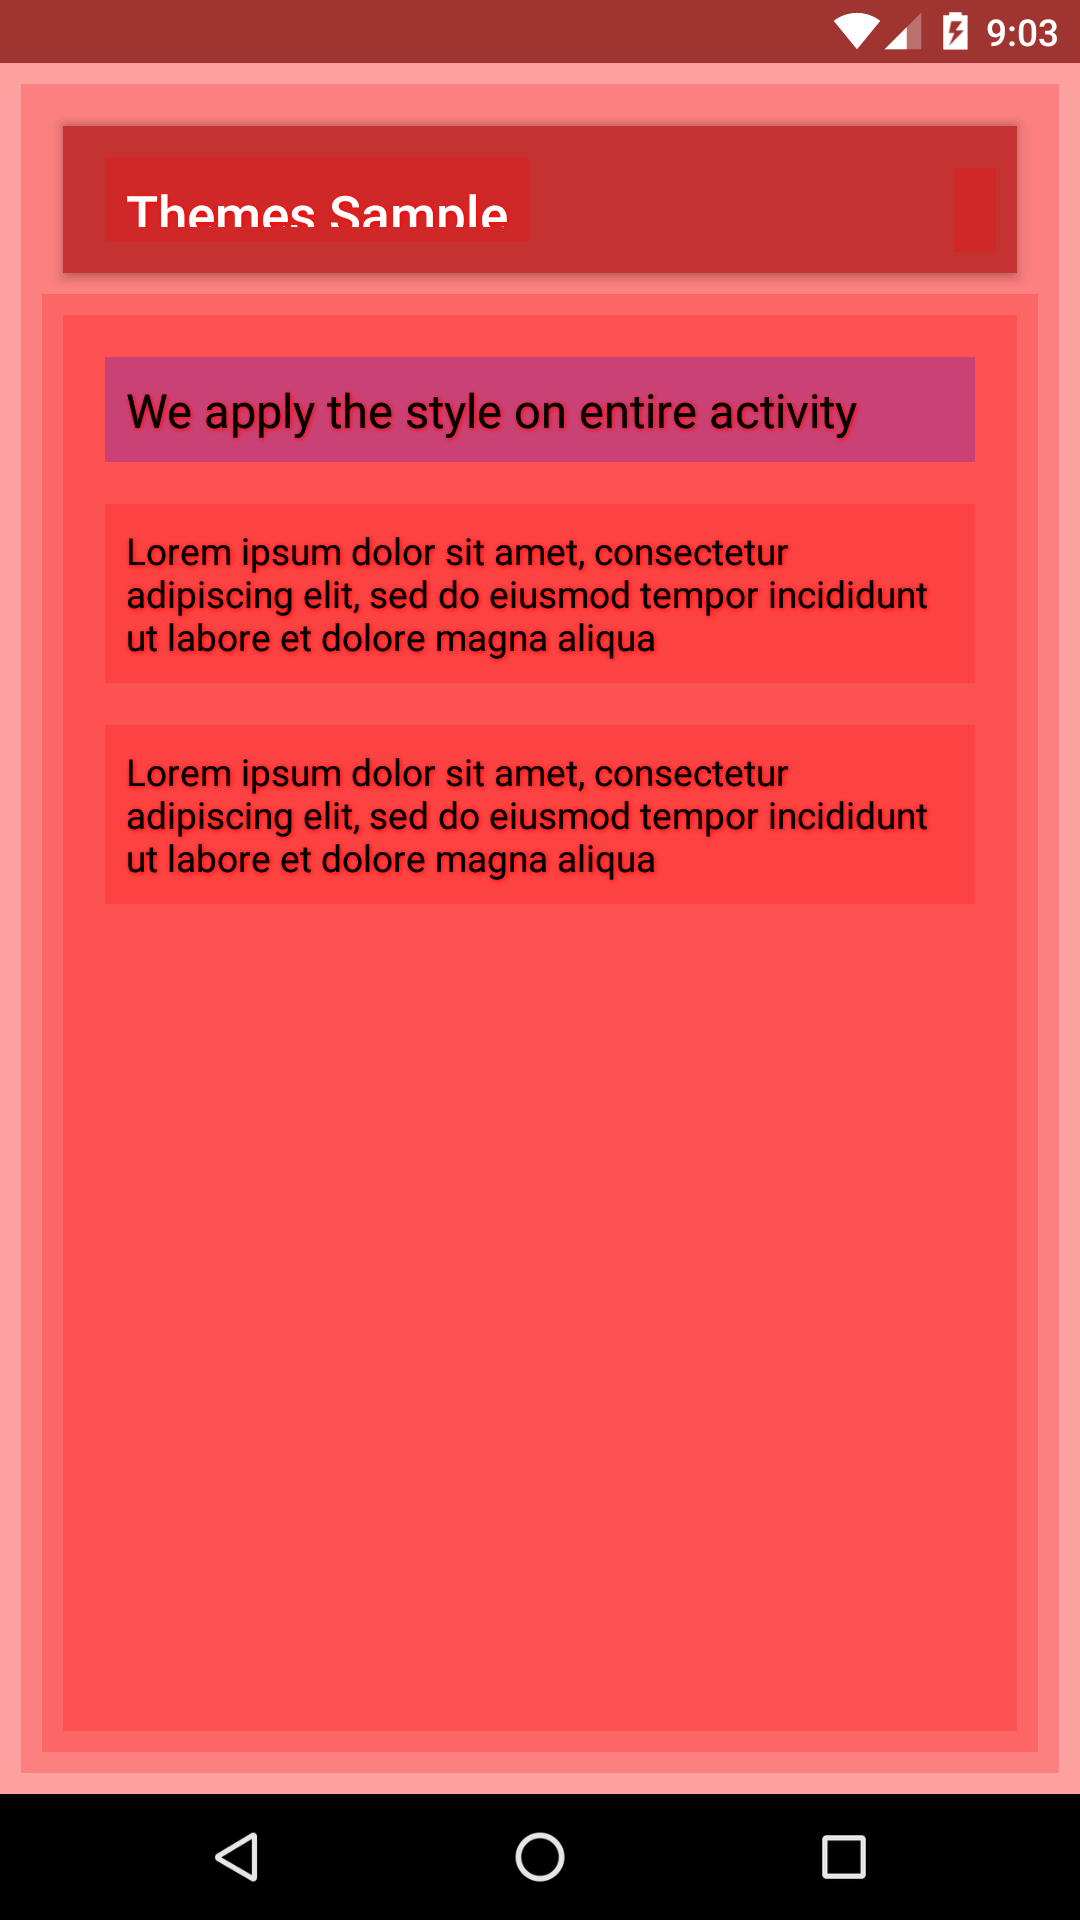 9:03
Themes Sample
We apply the style on entire activity
Lorem ipsum dolor sit amet, consectetur
adipiscing elit, sed do eiusmod tempor incididunt
ut labore et dolore magna aliqua
Lorem ipsum dolor sit amet, consectetur
adipiscing elit, sed do eiusmod tempor incididunt
ut labore et dolore magna aliqua